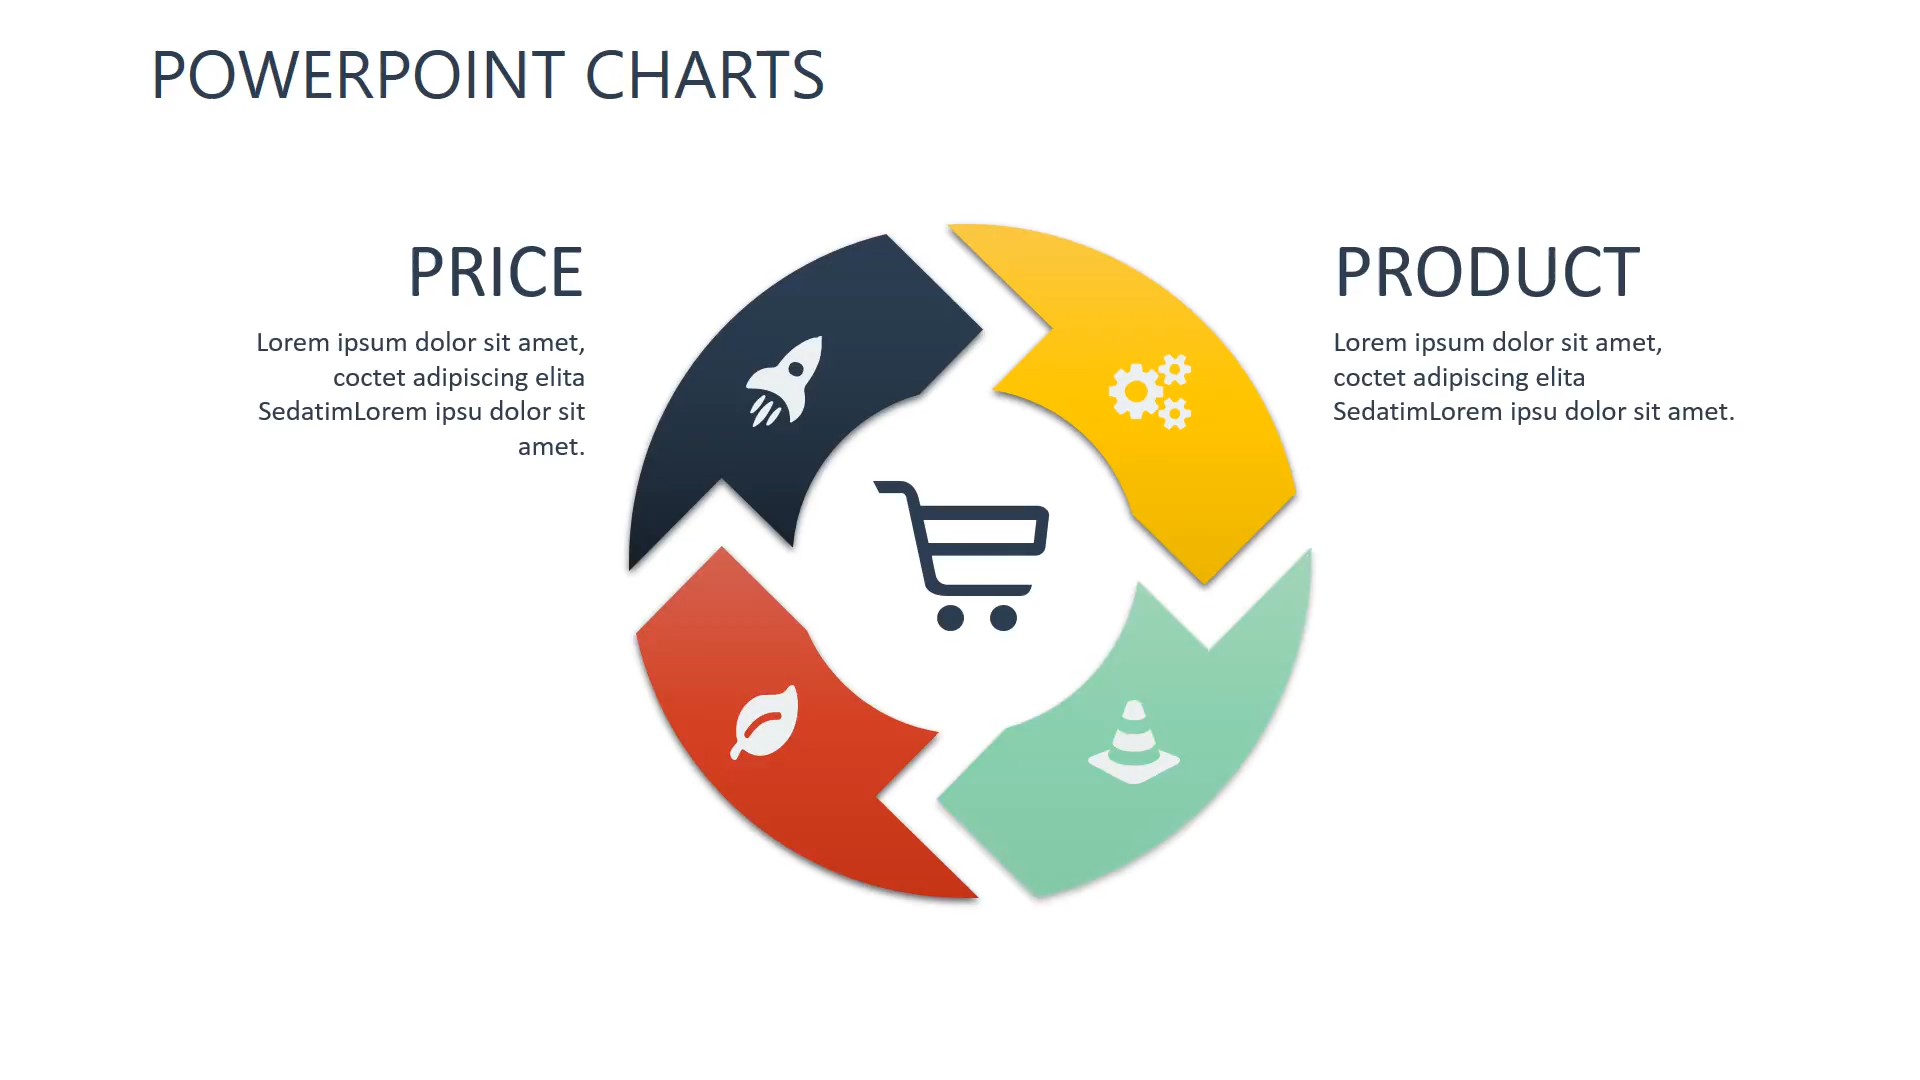 POWERPOINT CHARTS
PRICE
Lorem ipsum dolor sit amet,
coctet adipiscing elita
SedatimLorem ipsu dolor sit
amet.
PRODUCT
Lorem ipsum dolor sit amet,
coctet adipiscing elita
SedatimLorem ipsu dolor sit amet.